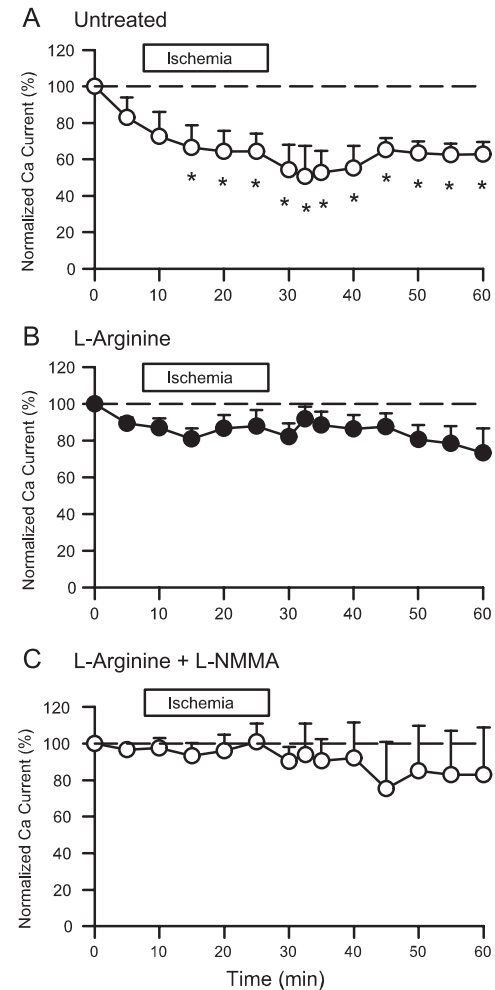 A Untreated
Ischemia
Normalized Ca Current (%)
120
100
80
60
40
20
0
* * * * * * * * * * *
0 10 20 30 40 50 60
B L-Arginine
Ischemia
Normalized Ca Current (%)
120
100
80
60
40
20
0
0 10 20 30 40 50 60
C L-Arginine + L-NMMA
Ischemia
Normalized Ca Current (%)
120
100
80
60
40
20
0
0 10 20 30 40 50 60
Time (min)